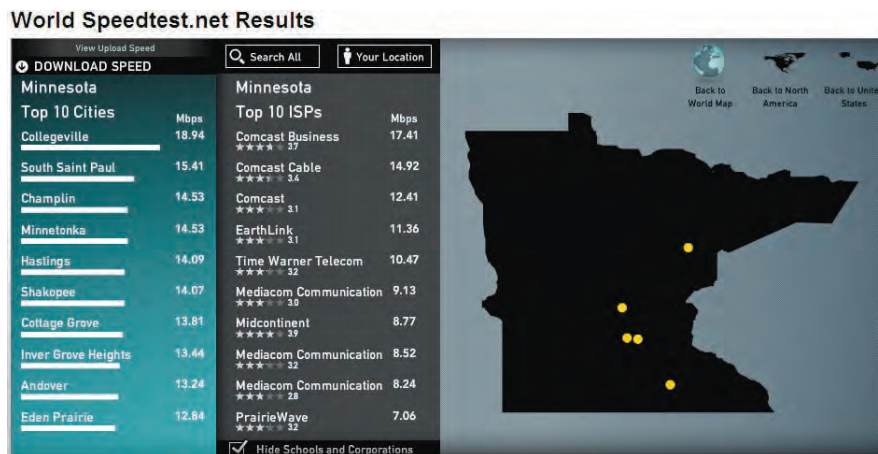 World Speedtest.net Results
View Upload Speed
DOWNLOAD SPEED
Search All
Your Location
Minnesota
Top 10 Cities
Mbps
Collegeville 18.94
South Saint Paul 15.41
Champlin 14.53
Minnetonka 14.53
Hastings 14.09
Shakopee 14.07
Cottage Grove 13.81
Inver Grove Heights 13.44
Andover 13.24
Eden Prairie 12.84
Minnesota
Top 10 ISPs
Mbps
Comcast Business 17.41
3.7
Comcast Cable 14.92
3.4
Comcast 12.41
3.1
EarthLink 11.36
3.1
Time Warner Telecom 10.47
3.2
Mediacom Communication 9.13
3.0
Midcontinent 8.77
3.9
Mediacom Communication 8.52
3.2
Mediacom Communication 8.24
2.8
PrairieWave 7.06
3.2
Hide Schools and Corporations
Back to
World Map
Back to North
America
Back to Unite
States